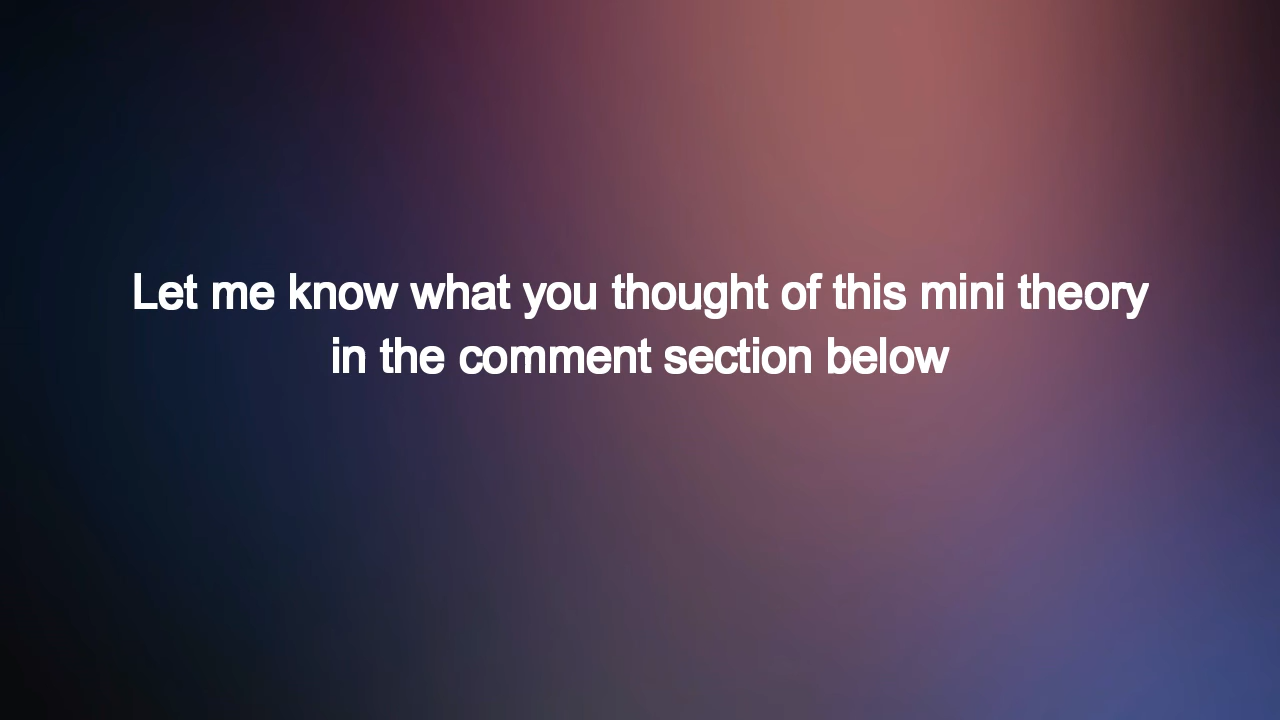 Let me know what you thought of this mini theory
in the comment section below